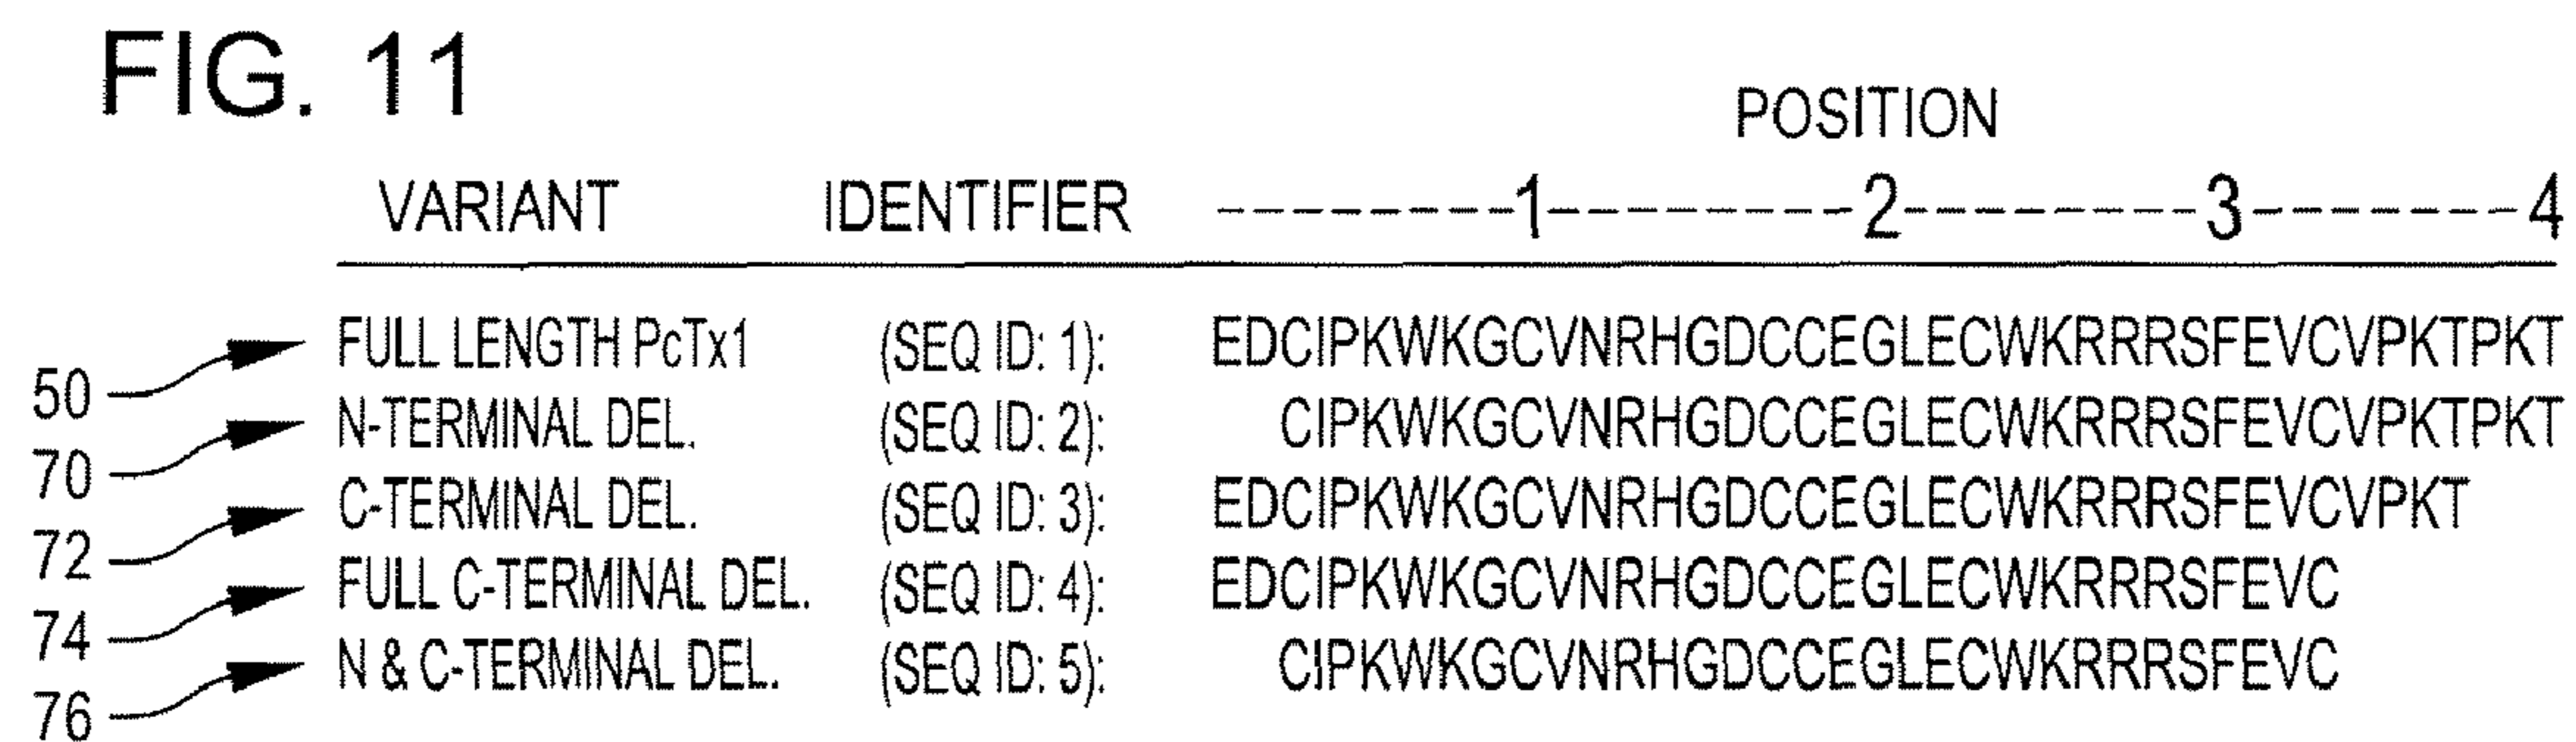 FIG. 11
POSITION
VARIANT IDENTIFIER ---------1---------2---------3---------4
50 FULL LENGTH PcTx1 (SEQ ID: 1): EDCIPKWKGCVNRHGDCCEGLECWKRRRSFEVCVPKTPKT
70 N-TERMINAL DEL. (SEQ ID: 2): CIPKWKGCVNRHGDCCEGLECWKRRRSFEVCVPKTPKT
72 C-TERMINAL DEL. (SEQ ID: 3): EDCIPKWKGCVNRHGDCCEGLECWKRRRSFEVCVPKT
74 FULL C-TERMINAL DEL. (SEQ ID: 4): EDCIPKWKGCVNRHGDCCEGLECWKRRRSFEVC
76 N & C-TERMINAL DEL. (SEQ ID: 5): CIPKWKGCVNRHGDCCEGLECWKRRRSFEVC